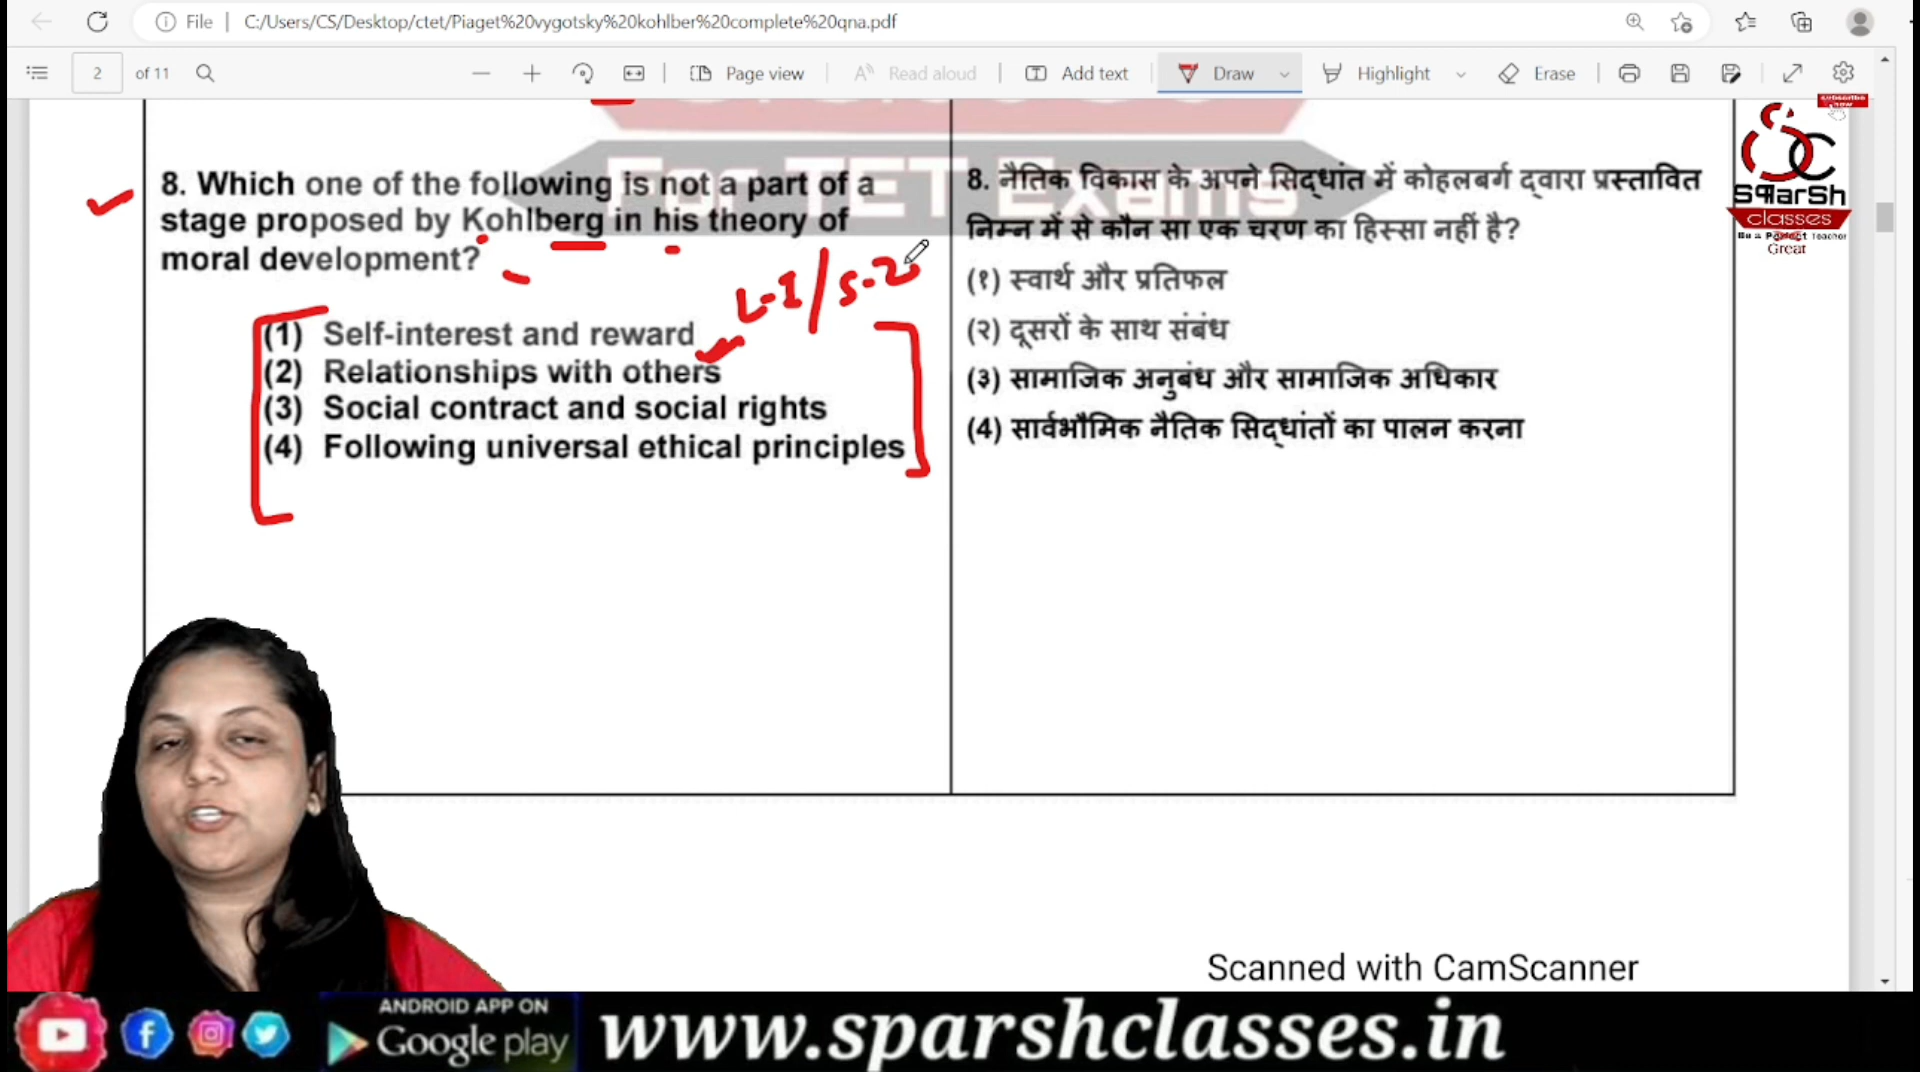 File C:/Users/CS/Desktop/ctet/Piaget%20vygotsky%20kohlber%20complete%20qna.pdf
2 of 11 Page view Read aloud Add text Draw Highlight Erase
For TET Exams
8. Which one of the following is not a part of a
stage proposed by Kohlberg in his theory of
moral development?
L-1/S-2
(1) Self-interest and reward
(2) Relationships with others
(3) Social contract and social rights
(4) Following universal ethical principles
8. नैतिक विकास के अपने सिद्धांत में कोहलबर्ग द्वारा प्रस्तावित
निम्न में से कौन सा एक चरण का हिस्सा नहीं है?
(१) स्वार्थ और प्रतिफल
(२) दूसरों के साथ संबंध
(३) सामाजिक अनुबंध और सामाजिक अधिकार
(4) सार्वभौमिक नैतिक सिद्धांतों का पालन करना
SparSh
classes
Great
Scanned with CamScanner
ANDROID APP ON
Google play
www.sparshclasses.in